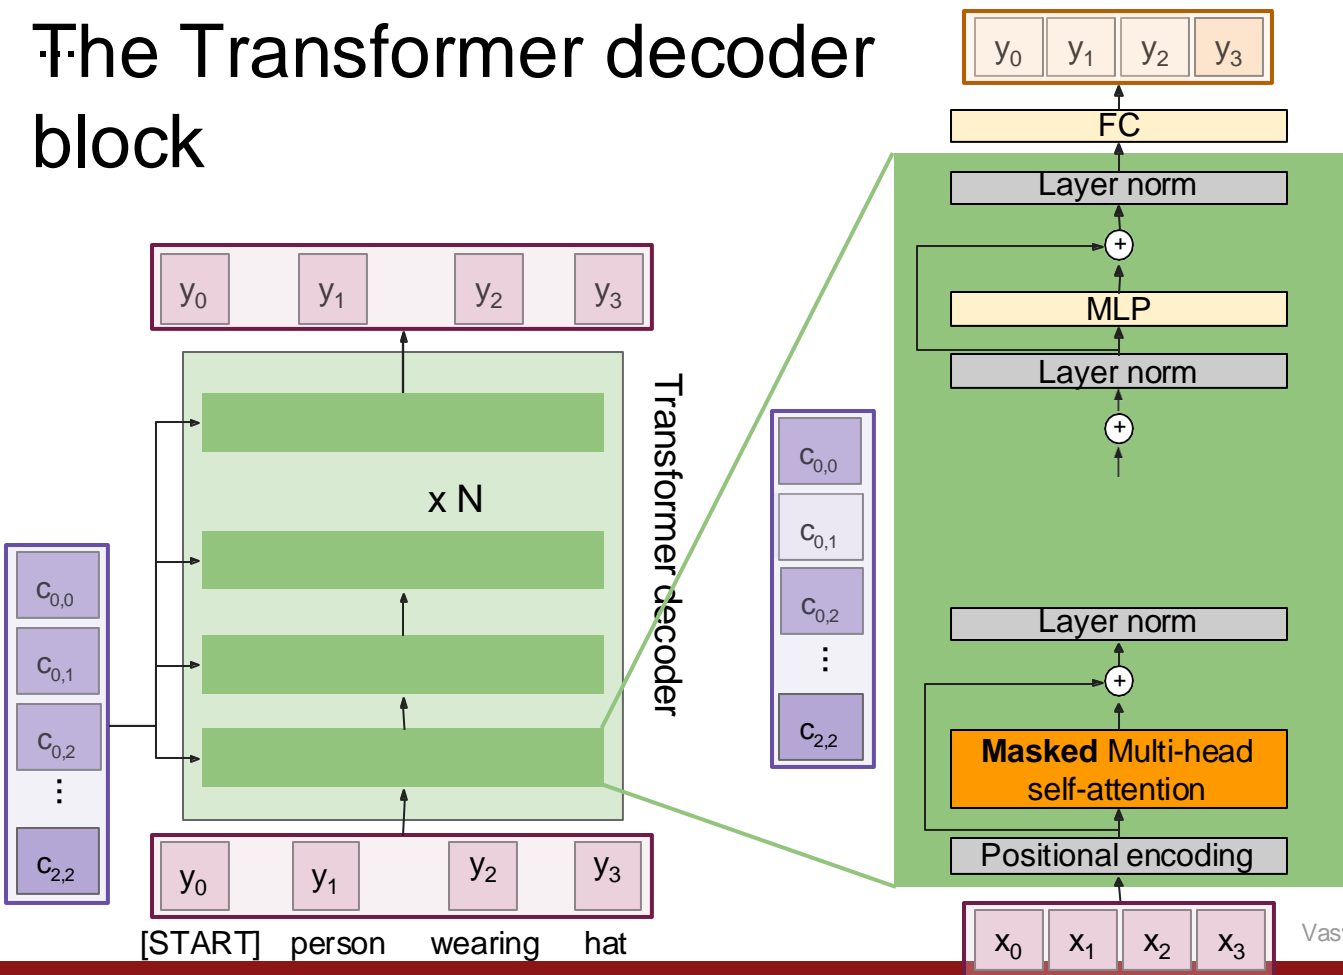 The Transformer decoder
...
block
y0 y1 y2 y3
Transformer decoder
x N
c0,0
c0,1
c0,2
...
c2,2
y0 y1 y2 y3
[START] person wearing hat
c0,0
c0,1
c0,2
...
c2,2
y0 y1 y2 y3
FC
Layer norm
+
MLP
Layer norm
+
Layer norm
+
Masked Multi-head
self-attention
Positional encoding
x0 x1 x2 x3